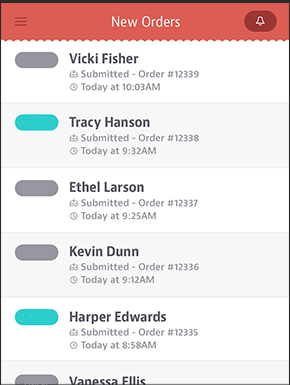 New Orders
Vicki Fisher
Submitted - Order #12339
Today at 10:03AM
Tracy Hanson
Submitted - Order #12338
Today at 9:32AM
Ethel Larson
Submitted - Order #12337
Today at 9:25AM
Kevin Dunn
Submitted - Order #12336
Today at 9:12AM
Harper Edwards
Submitted - Order #12335
Today at 8:58AM
Vanessa Ellis